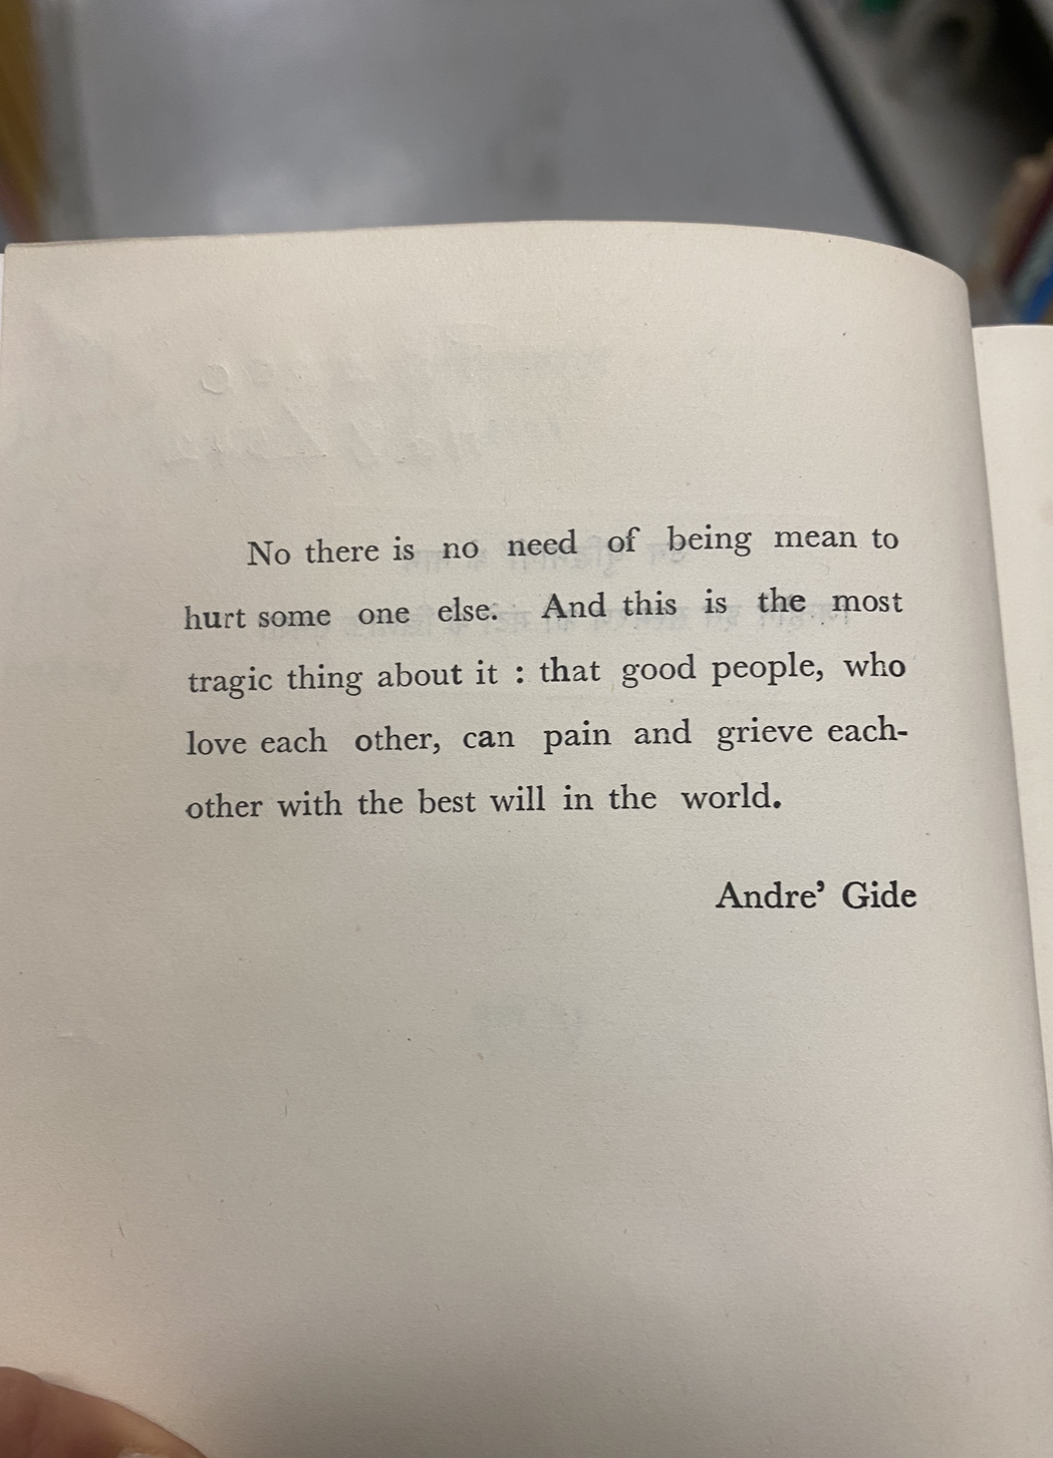 No there is no need of being mean to
hurt some one else. And this is the most
tragic thing about it : that good people, who
love each other, can pain and grieve each-
other with the best will in the world.
Andre’ Gide